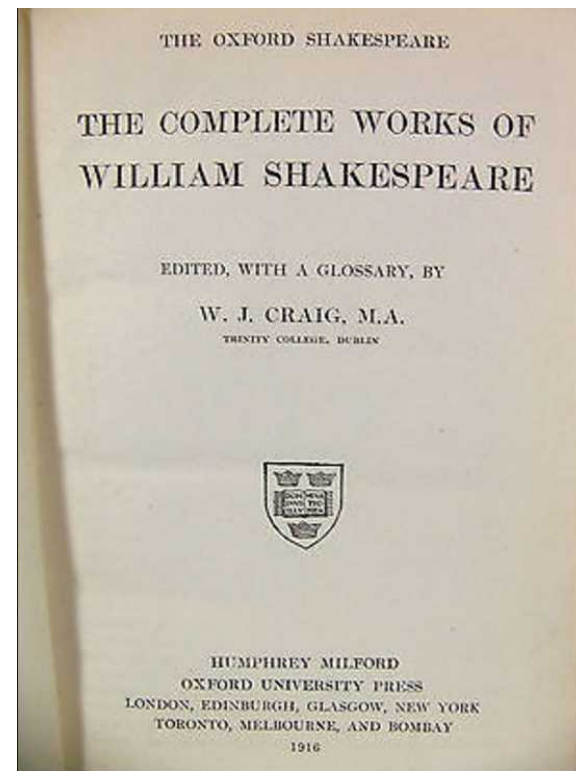 THE OXFORD SHAKESPEARE
THE COMPLETE WORKS OF
WILLIAM SHAKESPEARE
EDITED, WITH A GLOSSARY, BY
W. J. CRAIG, M.A.
TRINITY COLLEGE, DUBLIN
HUMPHREY MILFORD
OXFORD UNIVERSITY PRESS
LONDON, EDINBURGH, GLASGOW, NEW YORK
TORONTO, MELBOURNE, AND BOMBAY
1916